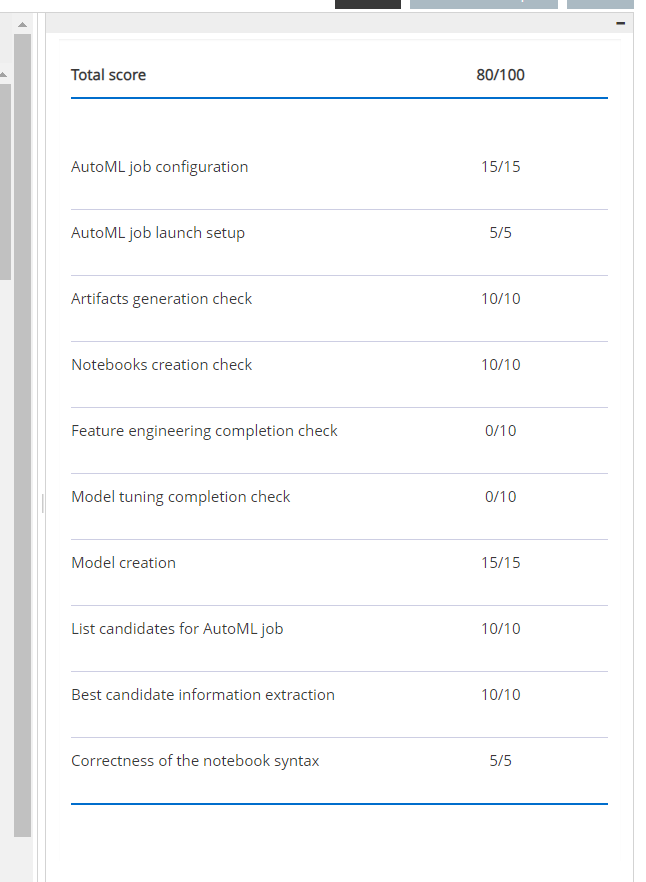 Total score 80/100
AutoML job configuration 15/15
AutoML job launch setup 5/5
Artifacts generation check 10/10
Notebooks creation check 10/10
Feature engineering completion check 0/10
Model tuning completion check 0/10
Model creation 15/15
List candidates for AutoML job 10/10
Best candidate information extraction 10/10
Correctness of the notebook syntax 5/5